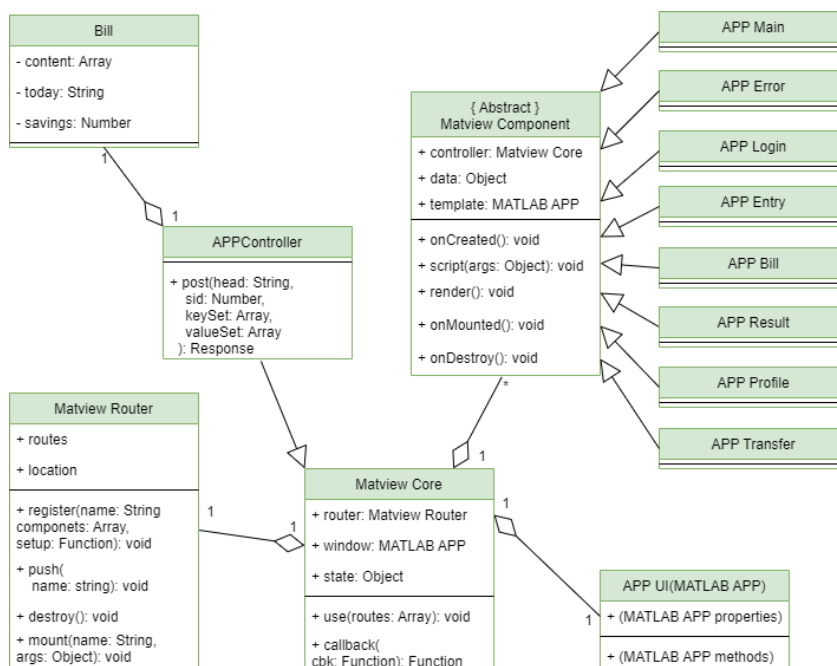 Bill
- content: Array
- today: String
- savings: Number
1
1
APPController
+ post(head: String,
sid: Number,
keySet: Array,
valueSet: Array
): Response
{ Abstract }
Matview Component
+ controller: Matview Core
+ data: Object
+ template: MATLAB APP
+ onCreated(): void
+ script(args: Object): void
+ render(): void
+ onMounted(): void
+ onDestroy(): void
*
1
APP Main
APP Error
APP Login
APP Entry
APP Bill
APP Result
APP Profile
APP Transfer
Matview Router
+ routes
+ location
+ register(name: String
componets: Array,
setup: Function): void
+ push(
name: string): void
+ destroy(): void
+ mount(name: String,
args: Object): void
1
1
Matview Core
+ router: Matview Router
+ window: MATLAB APP
+ state: Object
+ use(routes: Array): void
+ callback(
cbk: Function): Function
1
1
APP UI(MATLAB APP)
+ (MATLAB APP properties)
+ (MATLAB APP methods)